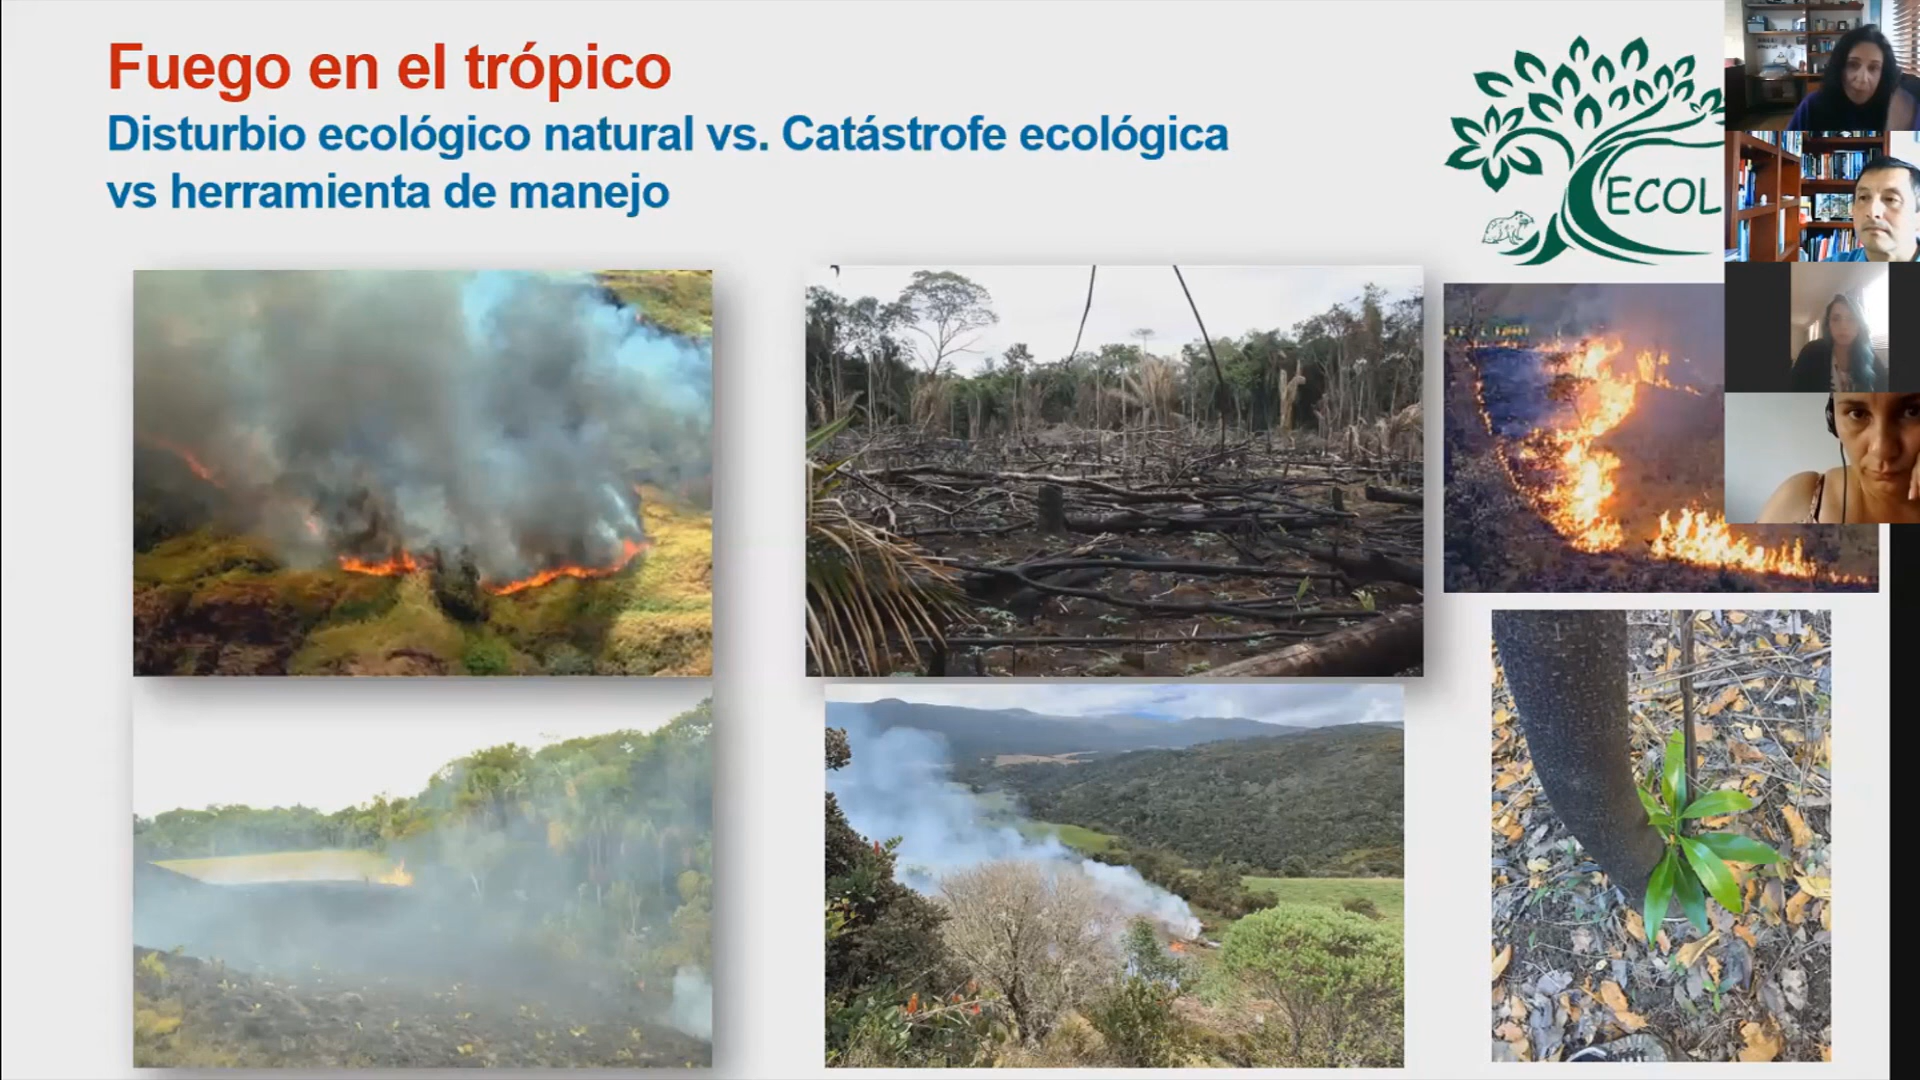 Fuego en el trópico
Disturbio ecológico natural vs. Catástrofe ecológica
vs herramienta de manejo
ECOL